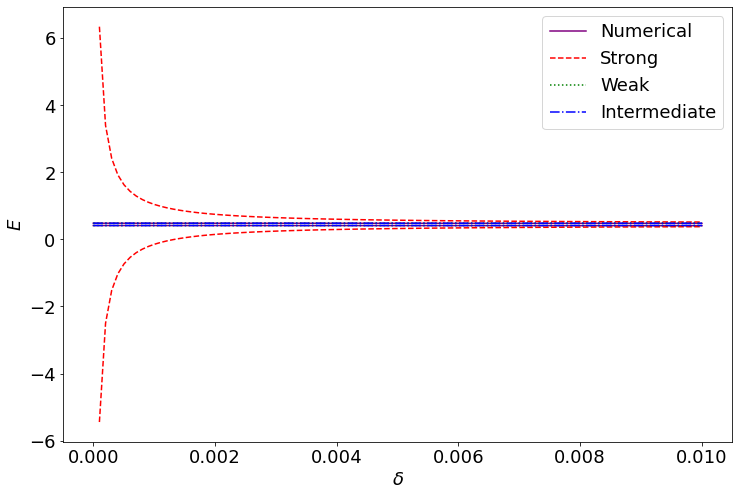 6
4
2
0
−2
−4
−6
E
0.000
0.002
0.004
0.006
0.008
0.010
δ
Numerical
Strong
Weak
Intermediate